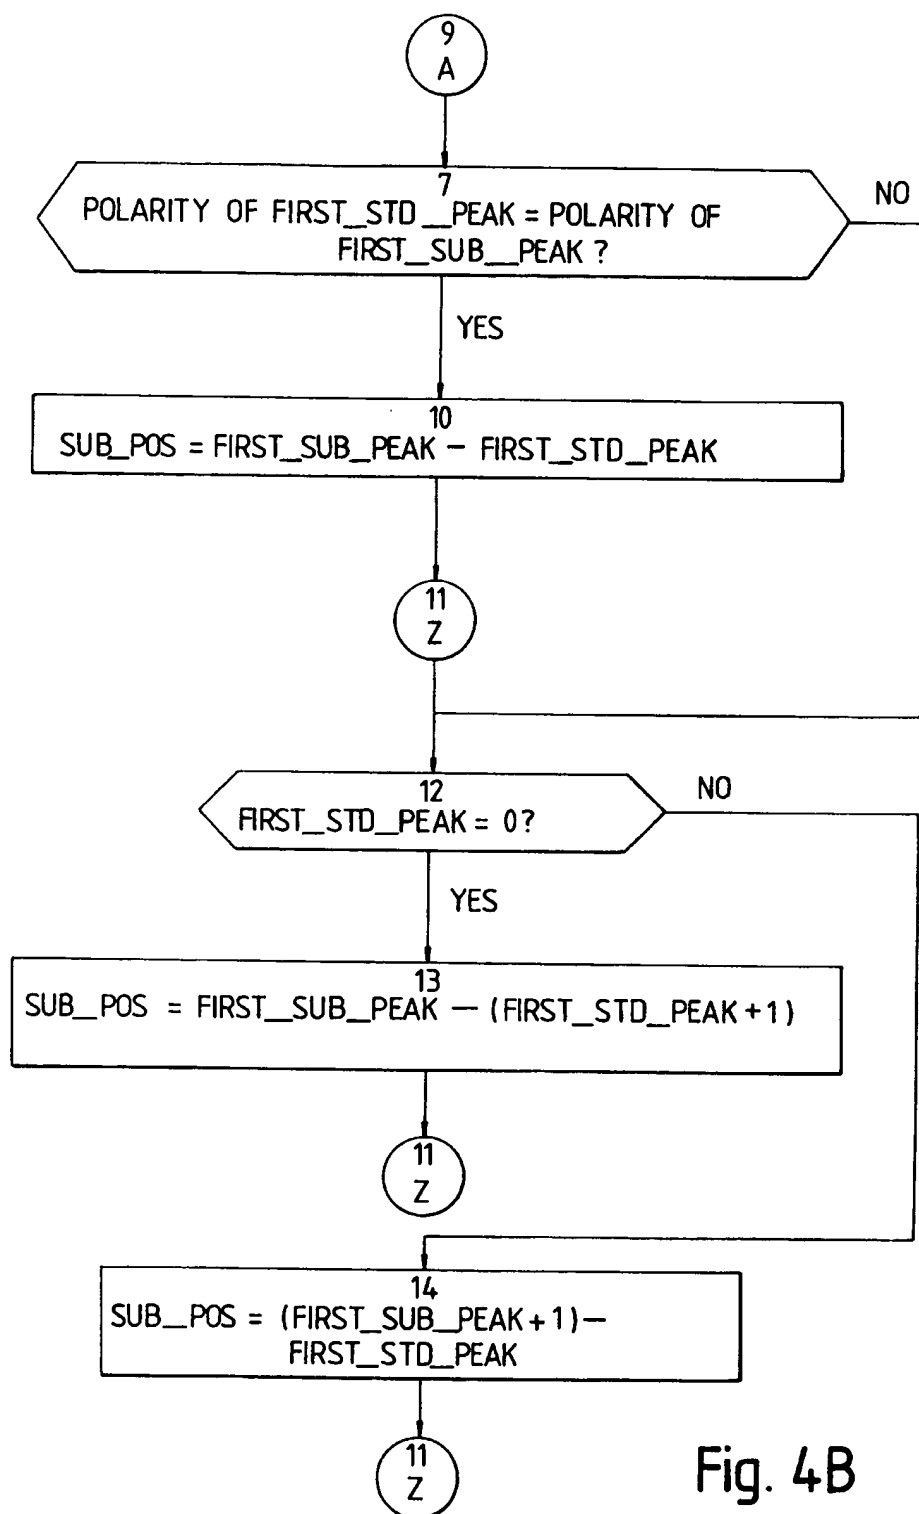 9
A
7
POLARITY OF FIRST_STD__PEAK = POLARITY OF
FIRST_SUB__PEAK ?
NO
YES
10
SUB_POS = FIRST_SUB_PEAK - FIRST_STD_PEAK
11
Z
12
FIRST_STD_PEAK = 0?
NO
YES
13
SUB_POS = FIRST_SUB_PEAK - (FIRST_STD_PEAK+1)
11
Z
14
SUB_POS = (FIRST_SUB_PEAK+1)-
FIRST_STD_PEAK
11
Z
Fig. 4B